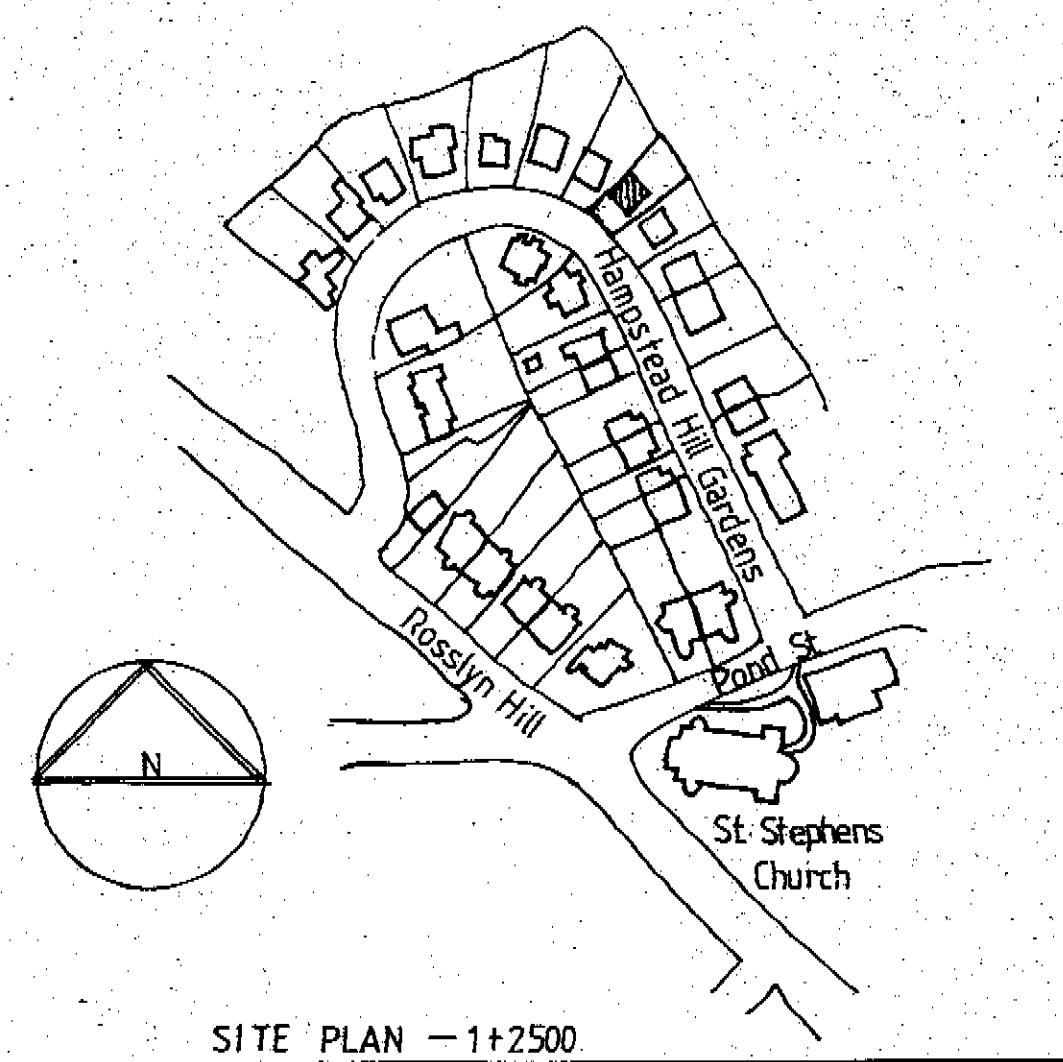 Hampstead Hill Gardens
Rosslyn Hill
Pond St
N
St. Stephens
Church
SITE PLAN - 1+2500